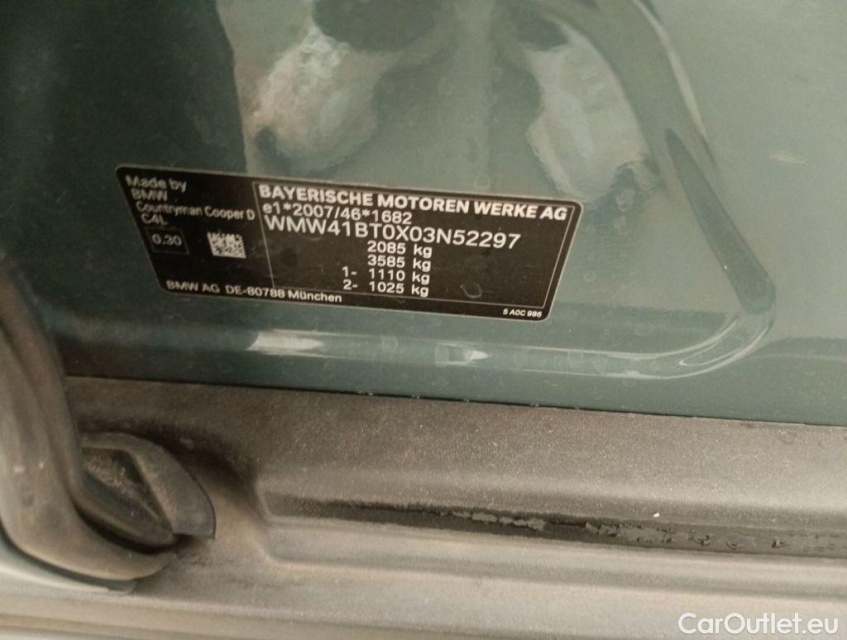 Made by
BMW
Countryman Cooper D
C4L
0.30
BAYERISCHE MOTOREN WERKE AG
e1*2007/46*1682
WMW41BT0X03N52297
2085 kg
3585 kg
1- 1110 kg
2- 1025 kg
BMW AG DE-80788 München
5 A0C 986
CarOutlet.eu